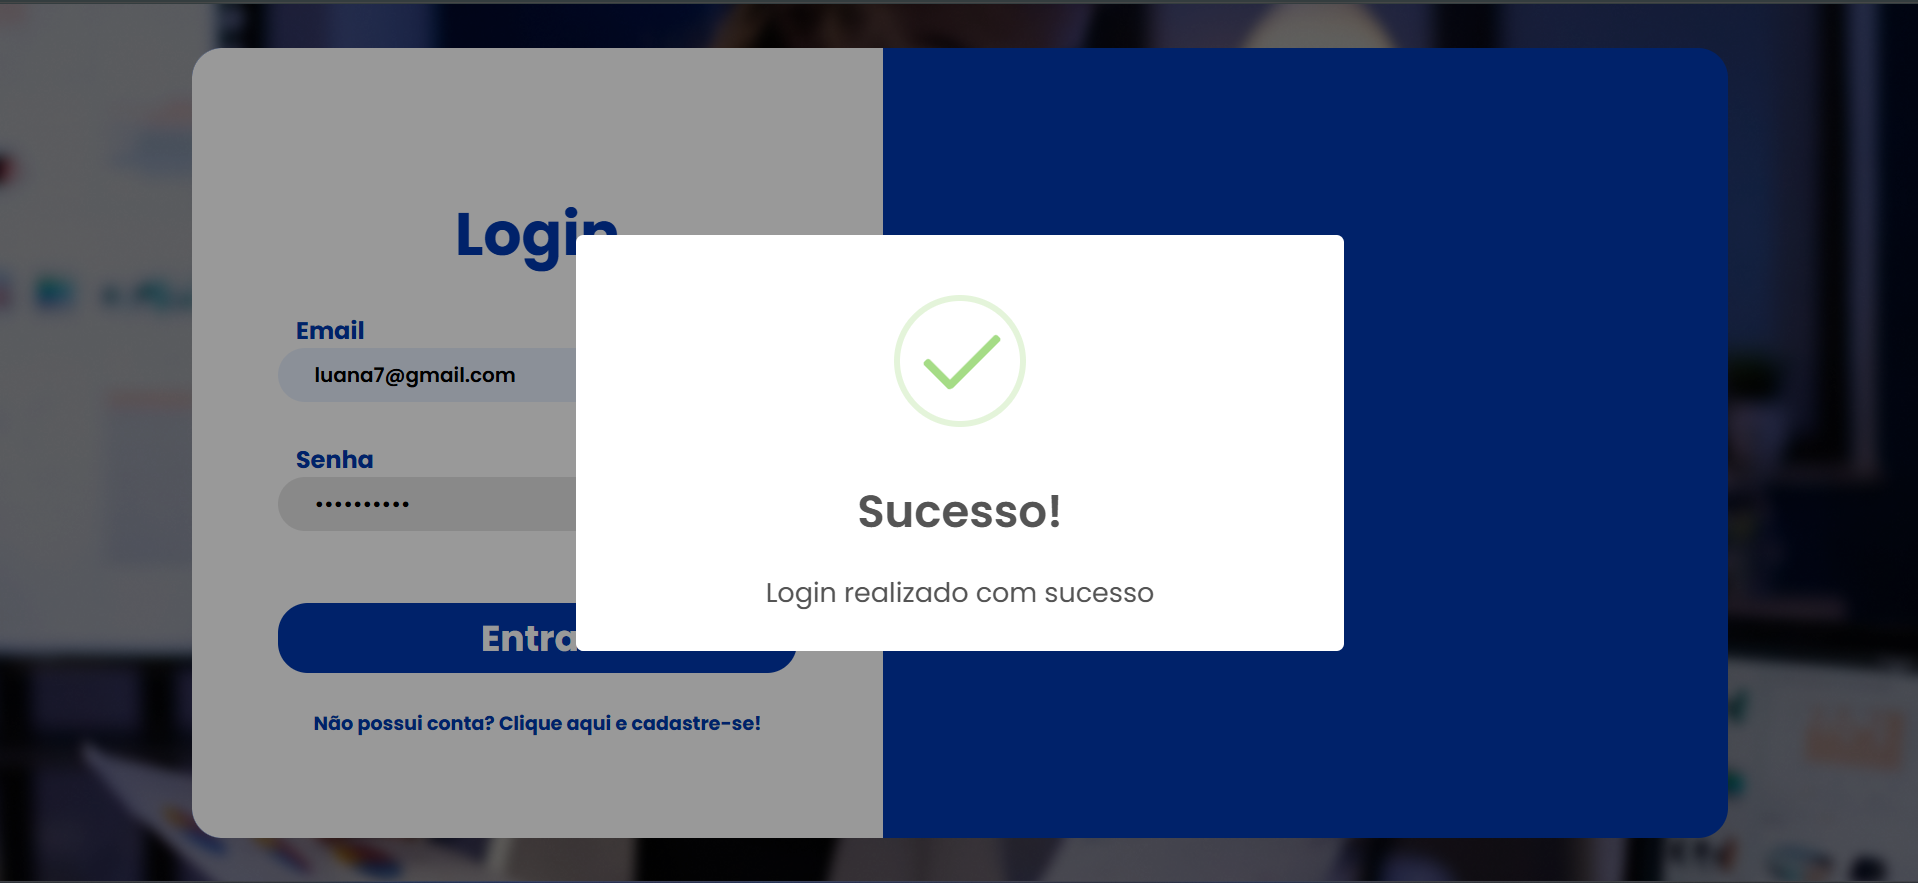 Login
Email
luana7@gmail.com
Senha
••••••••••
Sucesso!
Login realizado com sucesso
Entra
Não possui conta? Clique aqui e cadastre-se!